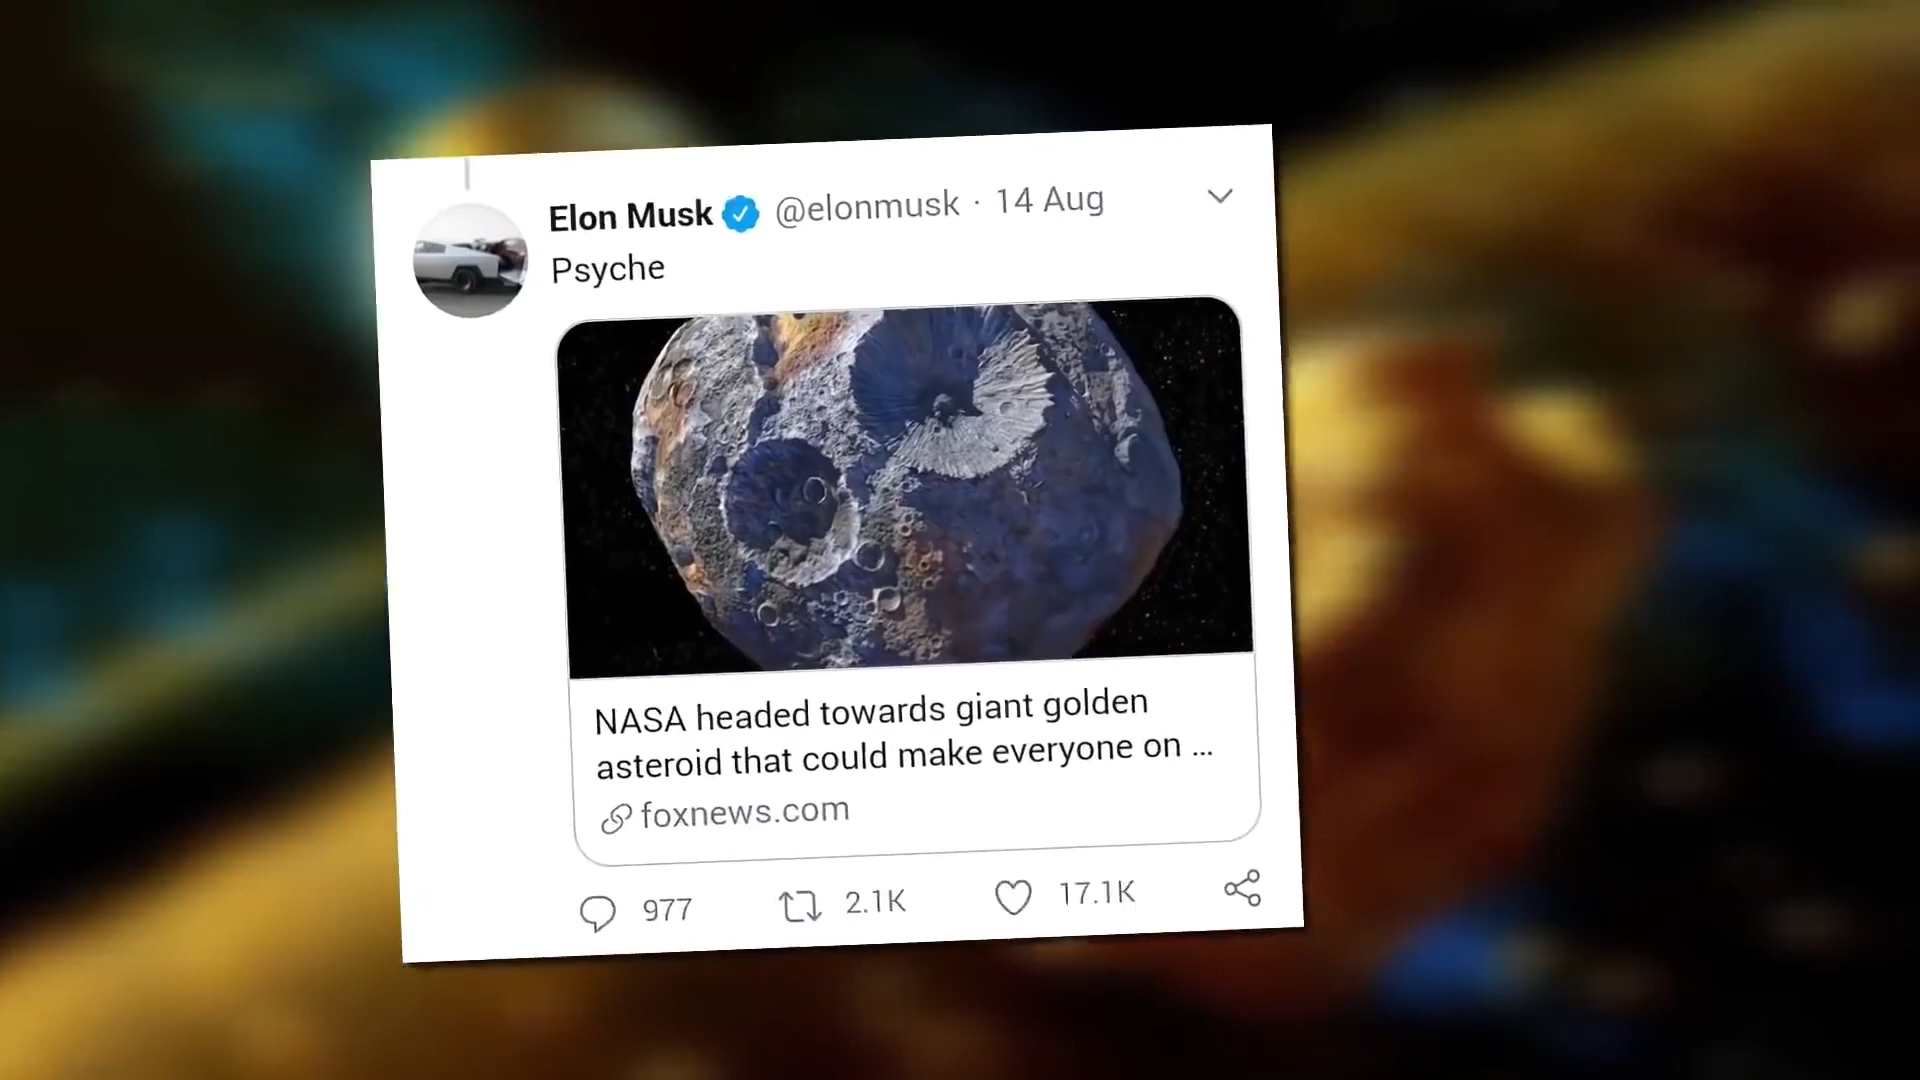 Elon Musk @elonmusk · 14 Aug
Psyche
NASA headed towards giant golden
asteroid that could make everyone on ...
foxnews.com
977 2.1K 17.1K